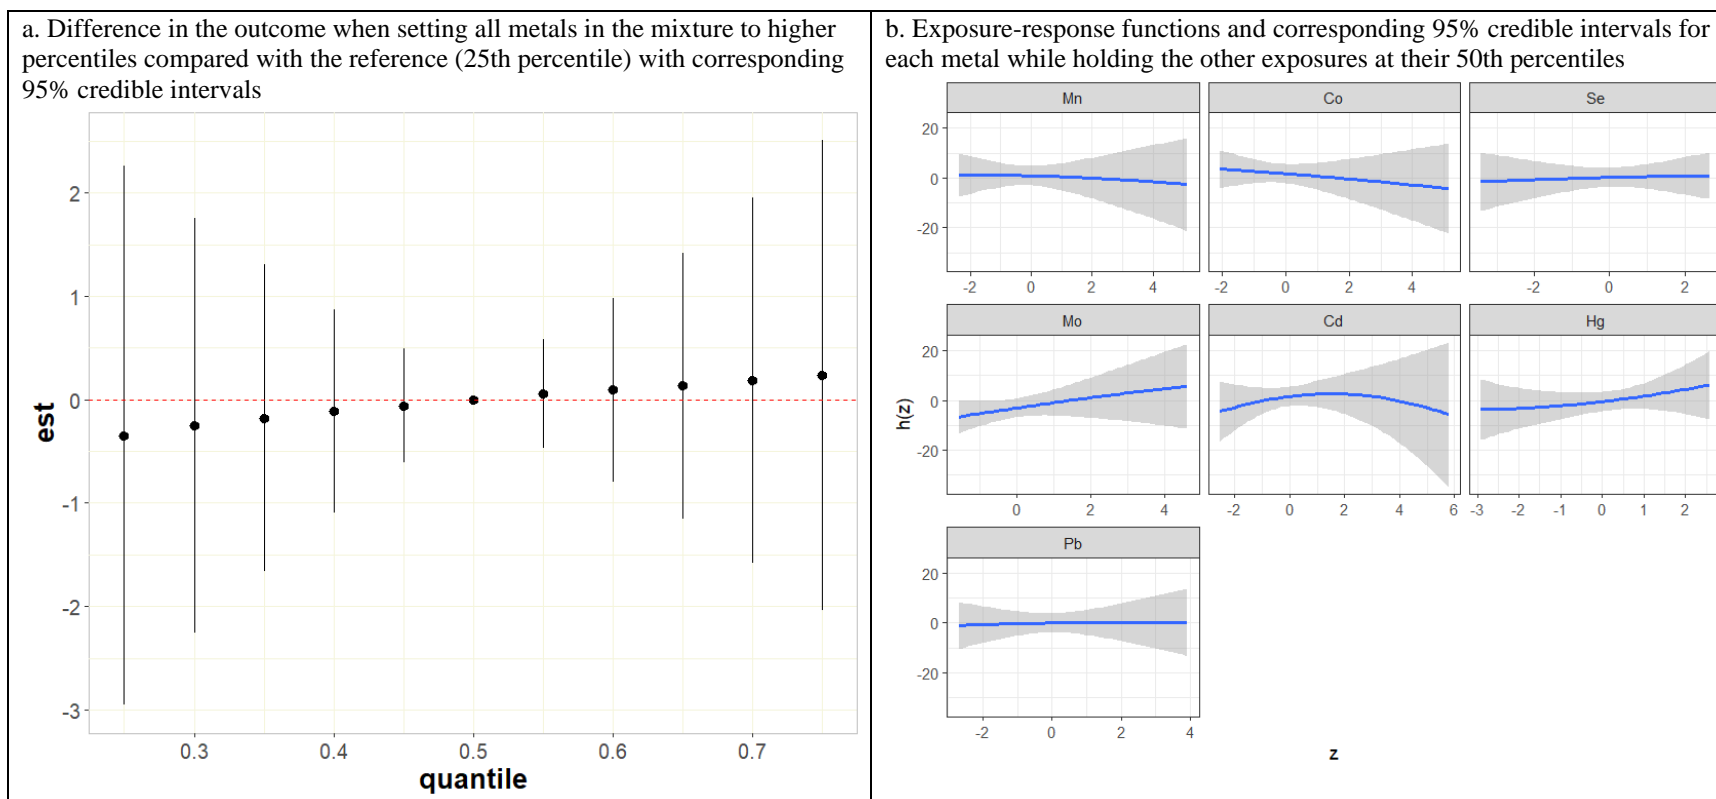 a. Difference in the outcome when setting all metals in the mixture to higher
percentiles compared with the reference (25th percentile) with corresponding
95% credible intervals
2
1
0
-1
-2
-3
est
0.3 0.4 0.5 0.6 0.7
quantile
b. Exposure-response functions and corresponding 95% credible intervals for
each metal while holding the other exposures at their 50th percentiles
Mn Co Se
20
0
-20
-2 0 2 4 -2 0 2 4 -2 0 2
Mo Cd Hg
20
0
-20
h(z)
0 2 4 -2 0 2 4 6 -3 -2 -1 0 1 2
Pb
20
0
-20
-2 0 2 4
z